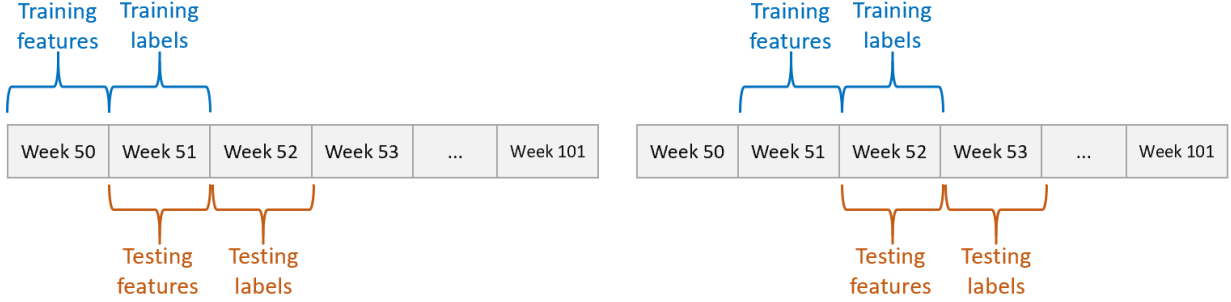 Training
features
Training
labels
Week 50
Week 51
Week 52
Week 53
...
Week 101
Testing
features
Testing
labels
Training
features
Training
labels
Week 50
Week 51
Week 52
Week 53
...
Week 101
Testing
features
Testing
labels